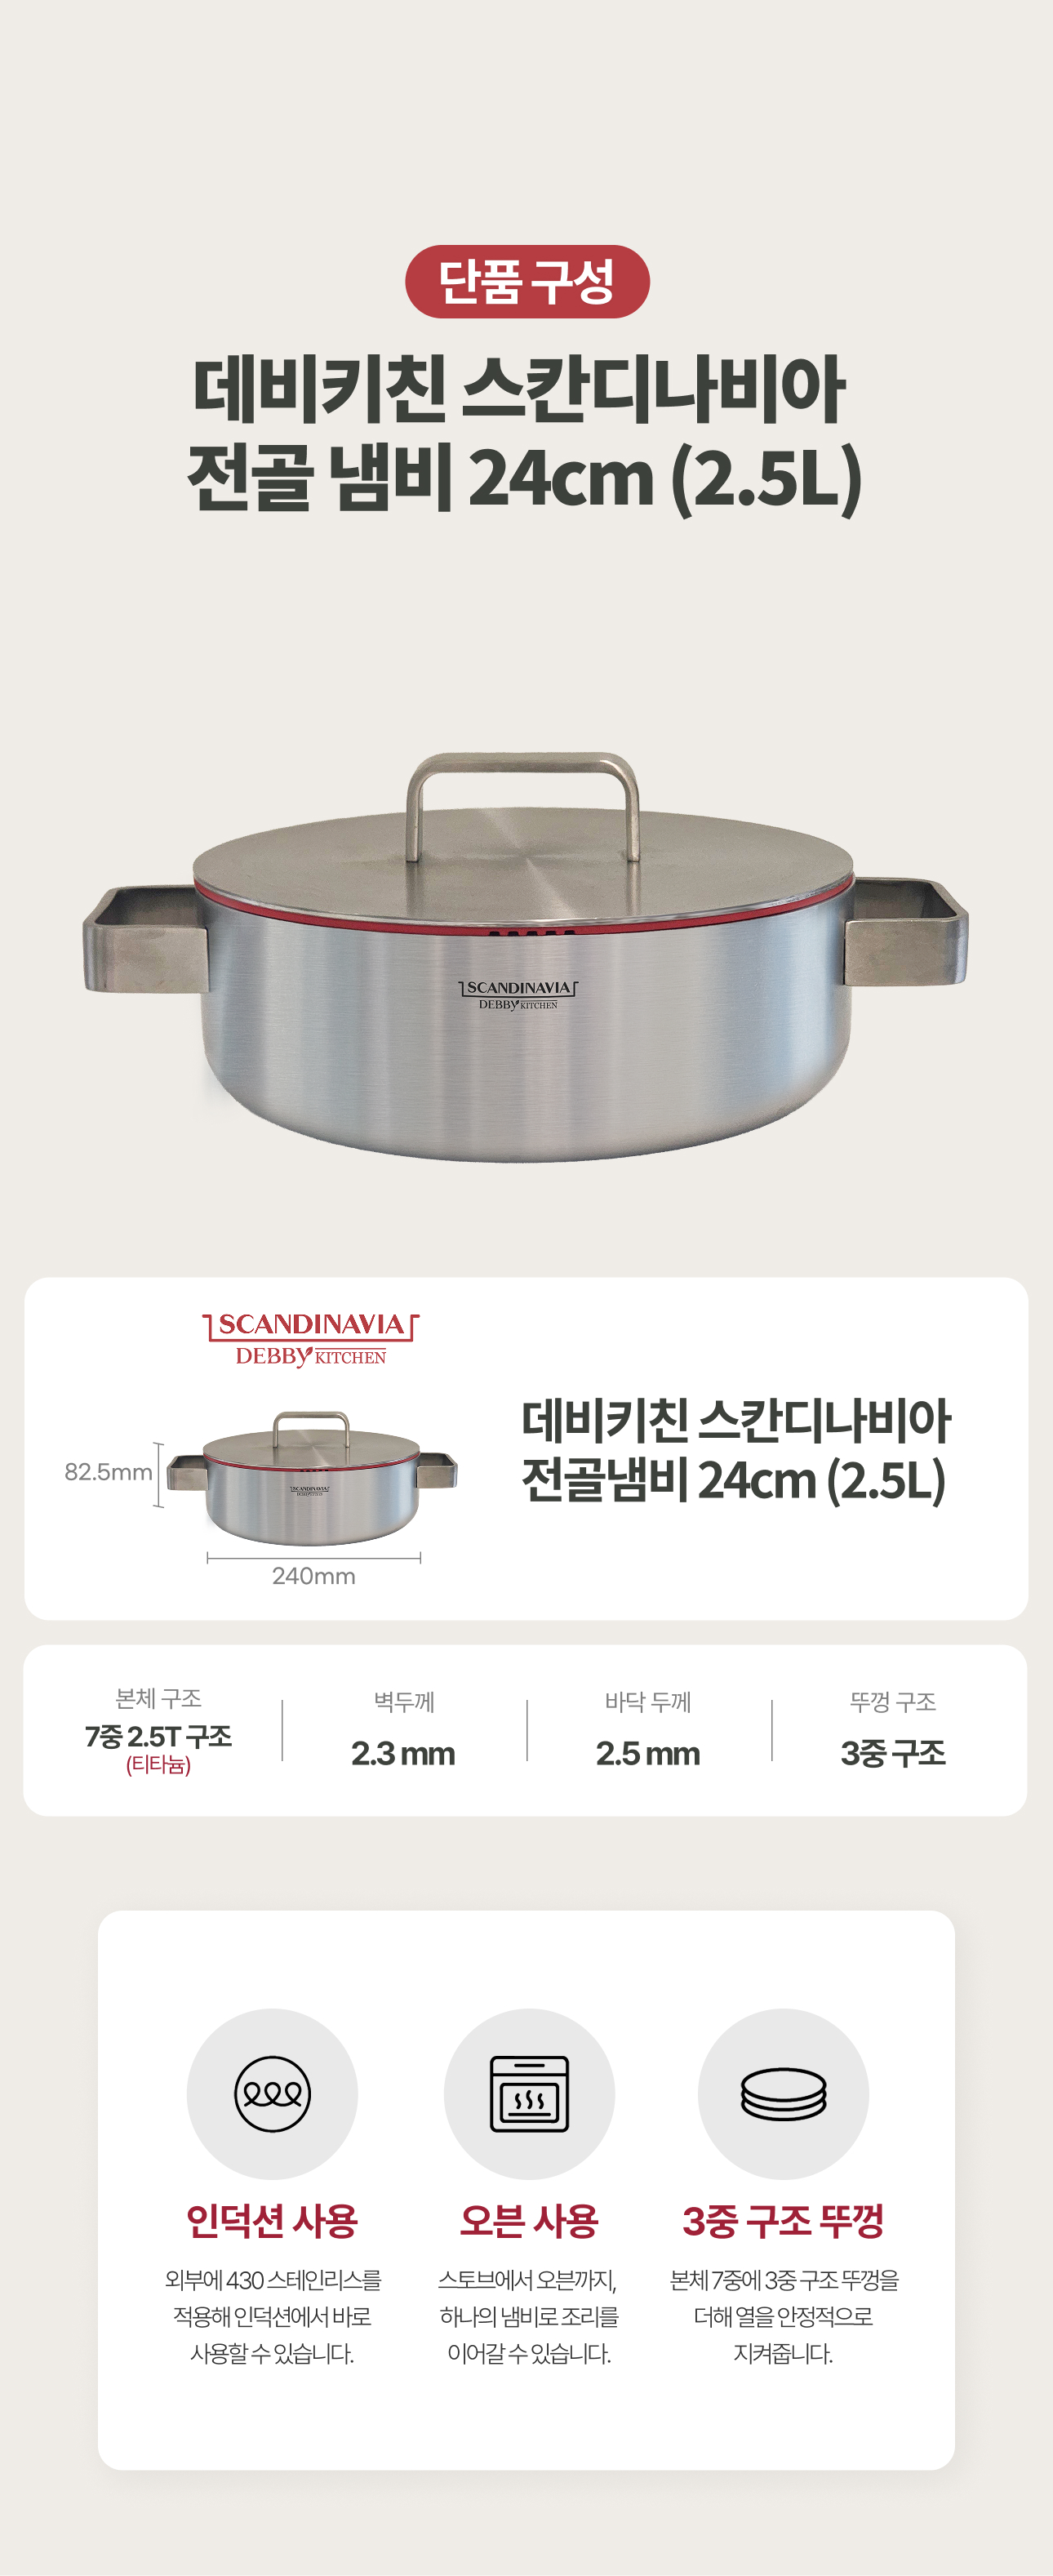 단품 구성
데비키친 스칸디나비아
전골 냄비 24cm (2.5L)
SCANDINAVIA
DEBBY KITCHEN
SCANDINAVIA
DEBBY KITCHEN
82.5mm
240mm
데비키친 스칸디나비아
전골냄비 24cm (2.5L)
SCANDINAVIA
본체 구조
7중 2.5T 구조
(티타늄)
벽두께
2.3 mm
바닥 두께
2.5 mm
뚜껑 구조
3중 구조
인덕션 사용
외부에 430 스테인리스를
적용해 인덕션에서 바로
사용할 수 있습니다.
오븐 사용
스토브에서 오븐까지,
하나의 냄비로 조리를
이어갈 수 있습니다.
3중 구조 뚜껑
본체 7중에 3중 구조 뚜껑을
더해 열을 안정적으로
지켜줍니다.